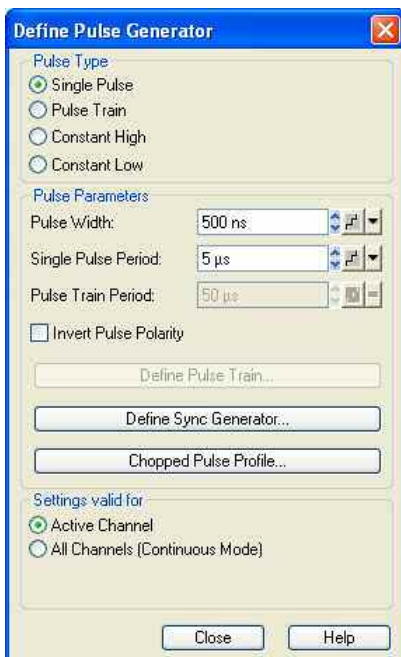 Define Pulse Generator
Pulse Type
Single Pulse
Pulse Train
Constant High
Constant Low
Pulse Parameters
Pulse Width: 500 ns
Single Pulse Period: 5 µs
Pulse Train Period: 50 µs
Invert Pulse Polarity
Define Pulse Train...
Define Sync Generator...
Chopped Pulse Profile...
Settings valid for
Active Channel
All Channels (Continuous Mode)
Close Help